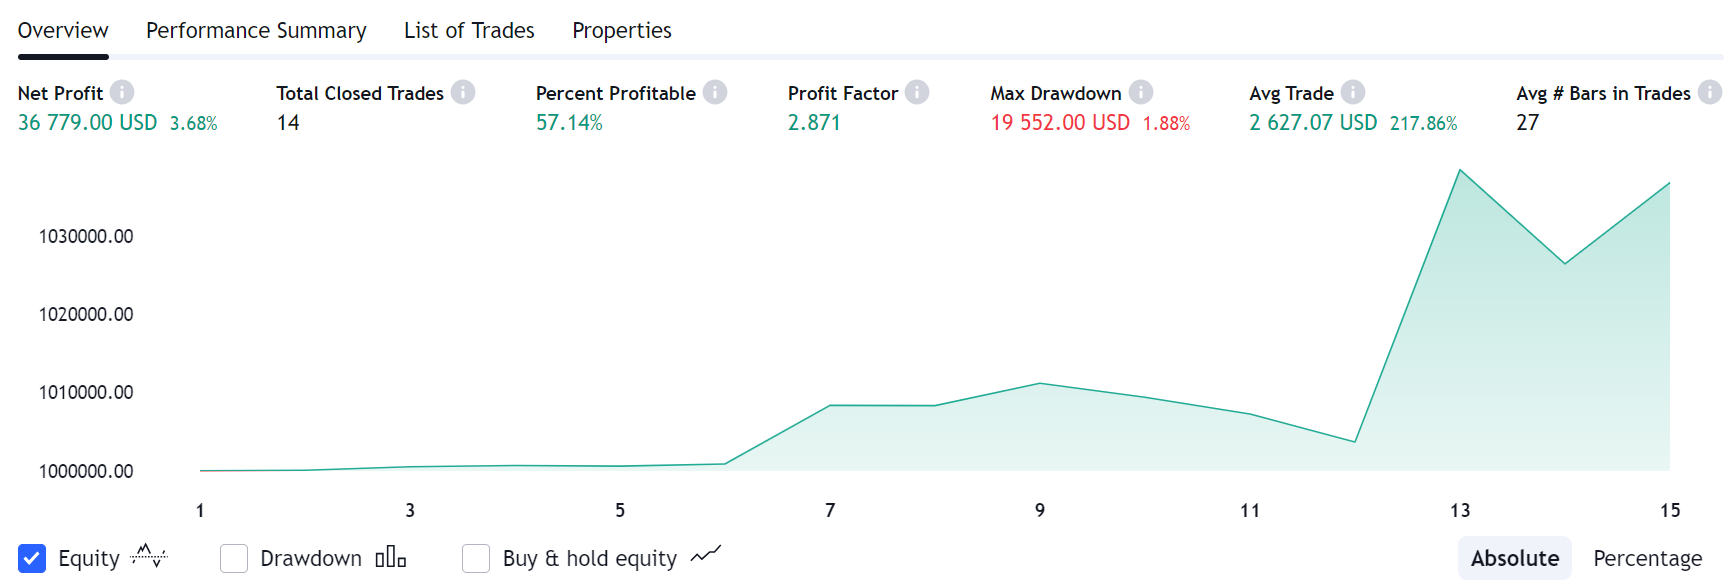 Overview Performance Summary List of Trades Properties
Net Profit Total Closed Trades Percent Profitable Profit Factor Max Drawdown Avg Trade Avg # Bars in Trades
36 779.00 USD 3.68% 14 57.14% 2.871 19 552.00 USD 1.88% 2 627.07 USD 217.86% 27
1030000.00
1020000.00
1010000.00
1000000.00
1 3 5 7 9 11 13 15
Equity Drawdown Buy & hold equity Absolute Percentage